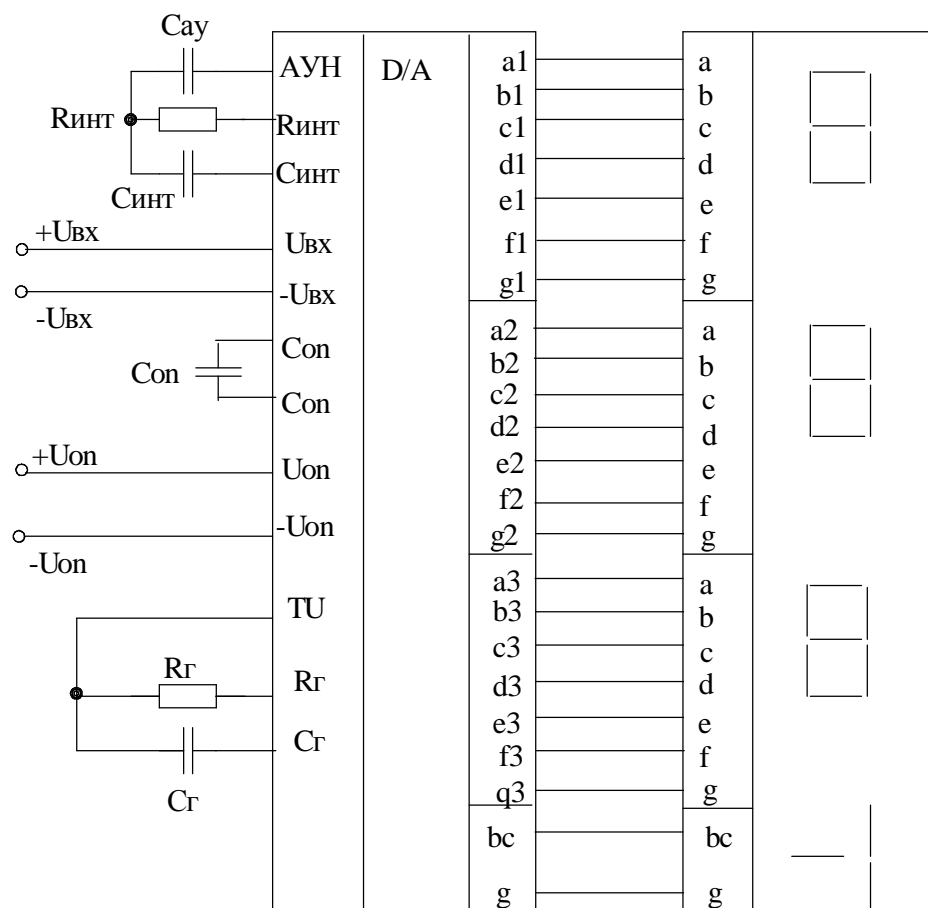 Cау
АУН D/A a1 a
b1 b
Rинт Rинт c1 c
Синт d1 d
Синт e1 e
+Uвх Uвх f1 f
-Uвх g1 g
-Uвх
a2 a
Con b2 b
Con Con c2 c
d2 d
+Uon Uon e2 e
f2 f
-Uon g2 g
-Uon
a3 a
TU b3 b
c3 c
Rг Rг d3 d
e3 e
Cг f3 f
Cг q3 g
bc bc
g g